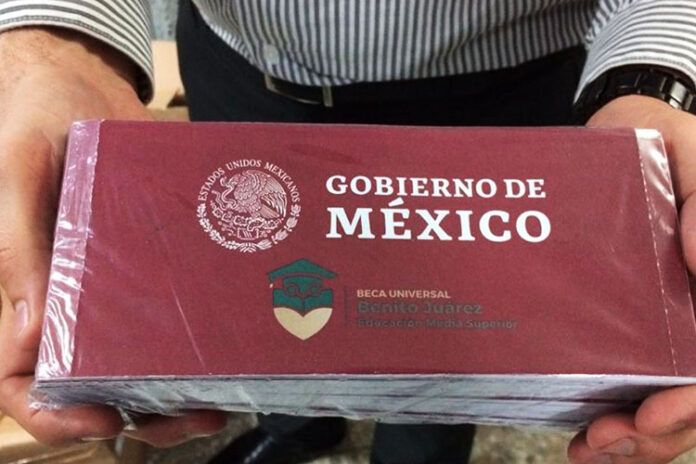 ESTADOS UNIDOS MEXICANOS
GOBIERNO DE
MÉXICO
BECA UNIVERSAL
Benito Juárez
Educación Media Superior